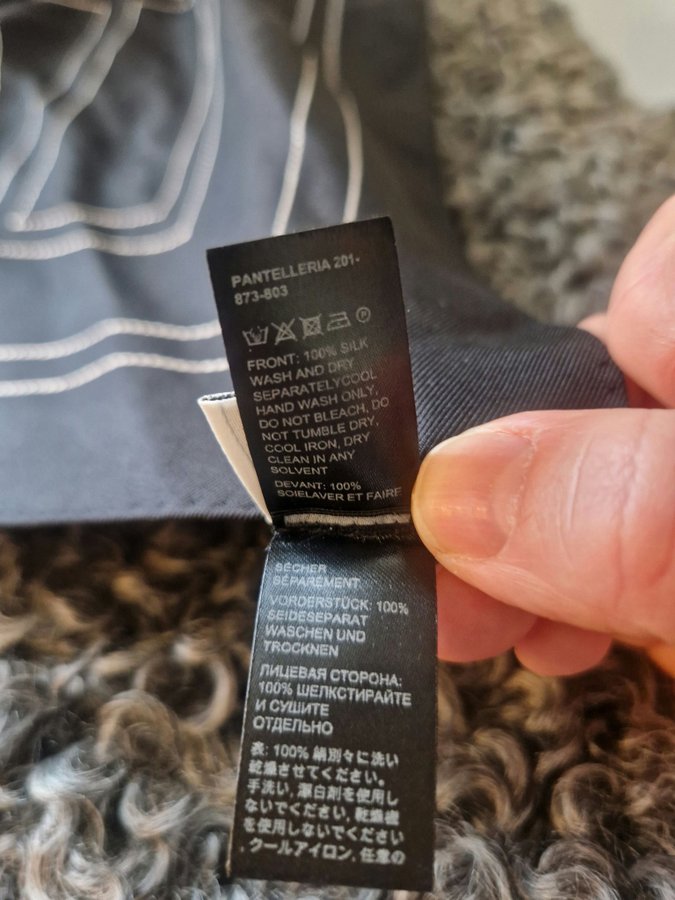 PANTELLERIA 201-
873-803
P
FRONT: 100% SILK
WASH AND DRY
SEPARATELYCOOL
HAND WASH ONLY,
DO NOT BLEACH, DO
NOT TUMBLE DRY,
COOL IRON, DRY
CLEAN IN ANY
SOLVENT
DEVANT: 100%
SOIELAVER ET FAIRE
SÉCHER
SÉPARÉMENT
VORDERSTÜCK: 100%
SEIDESEPARAT
WASCHEN UND
TROCKNEN
ЛИЦЕВАЯ СТОРОНА:
100% ШЕЛКСТИРАЙТЕ
И СУШИТЕ
ОТДЕЛЬНО
表: 100% 絹別々に洗い
乾燥させてください。
手洗い, 漂白剤を使用し
ないでください, 乾燥機
を使用しないでください
, クールアイロン, 任意の